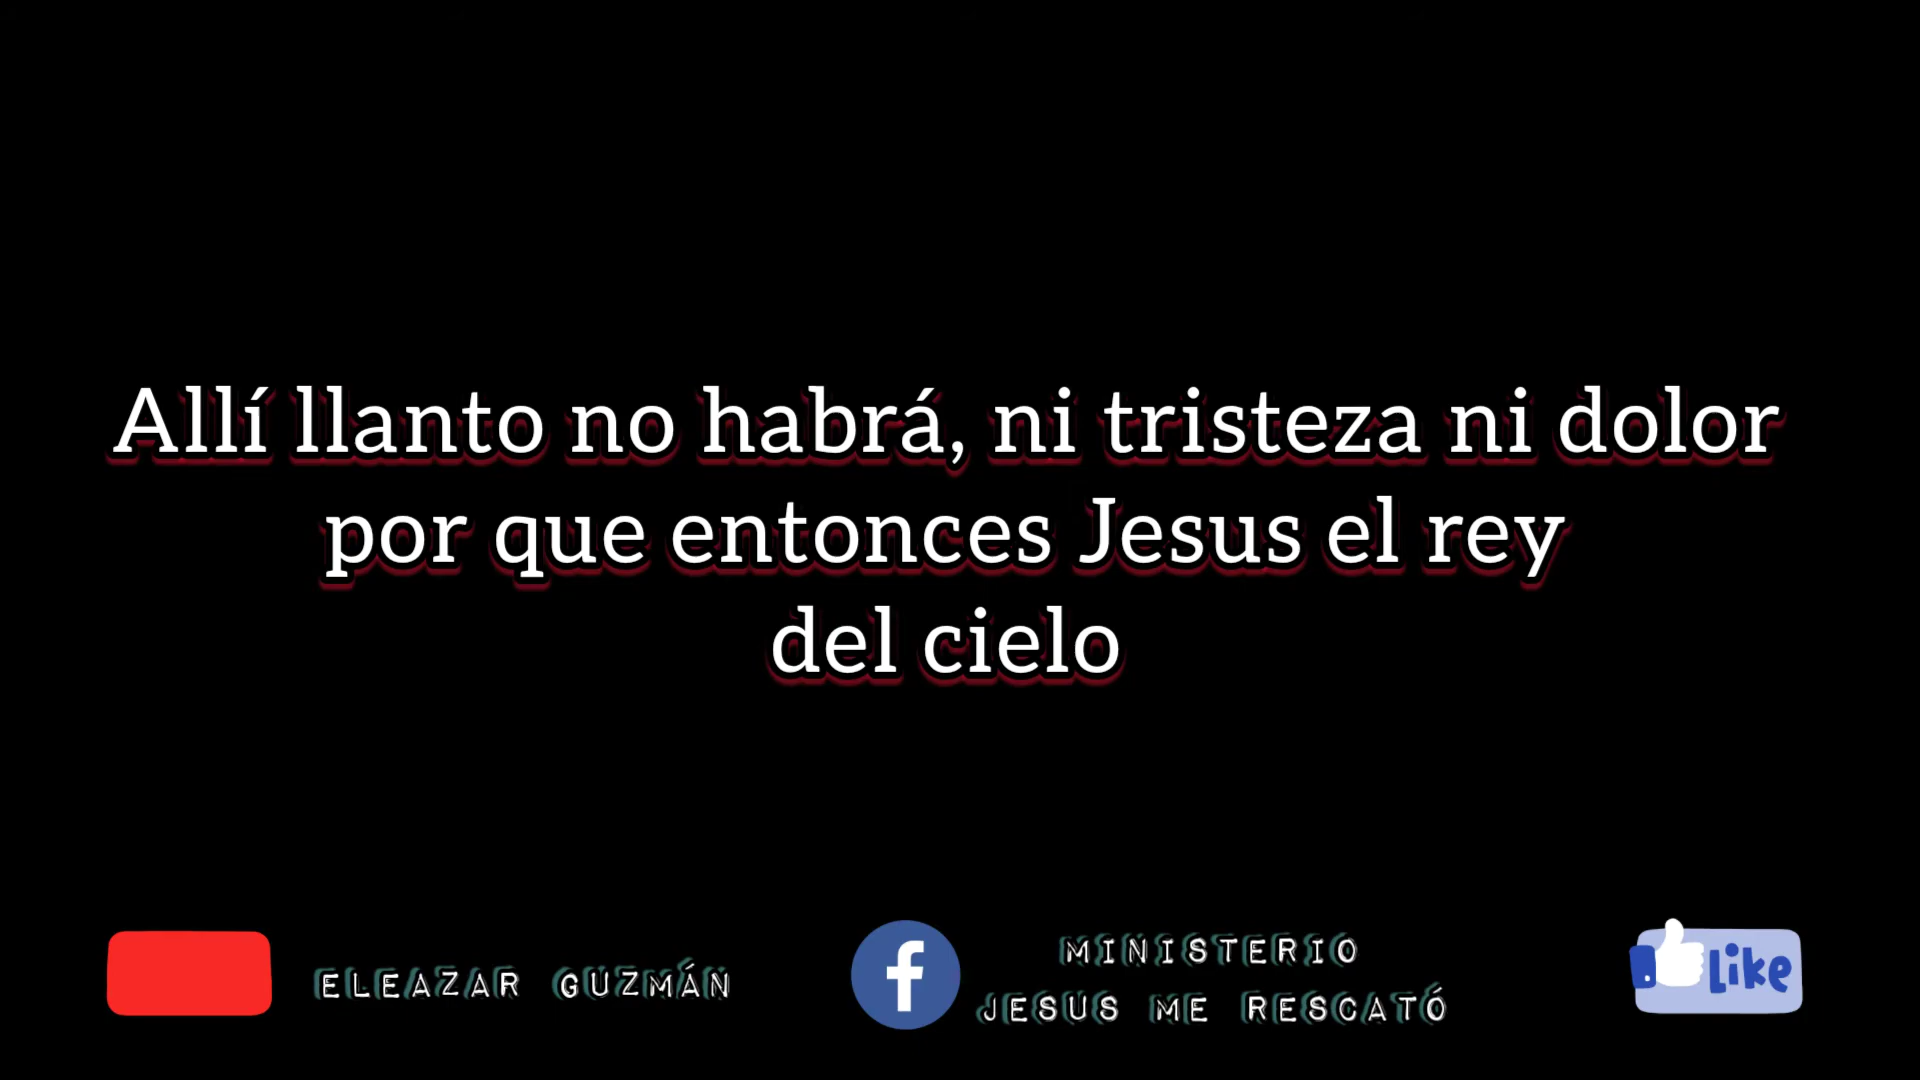 Allí llanto no habrá, ni tristeza ni dolor
por que entonces Jesus el rey
del cielo
ELEAZAR GUZMÁN
MINISTERIO
JESUS ME RESCATÓ
Like